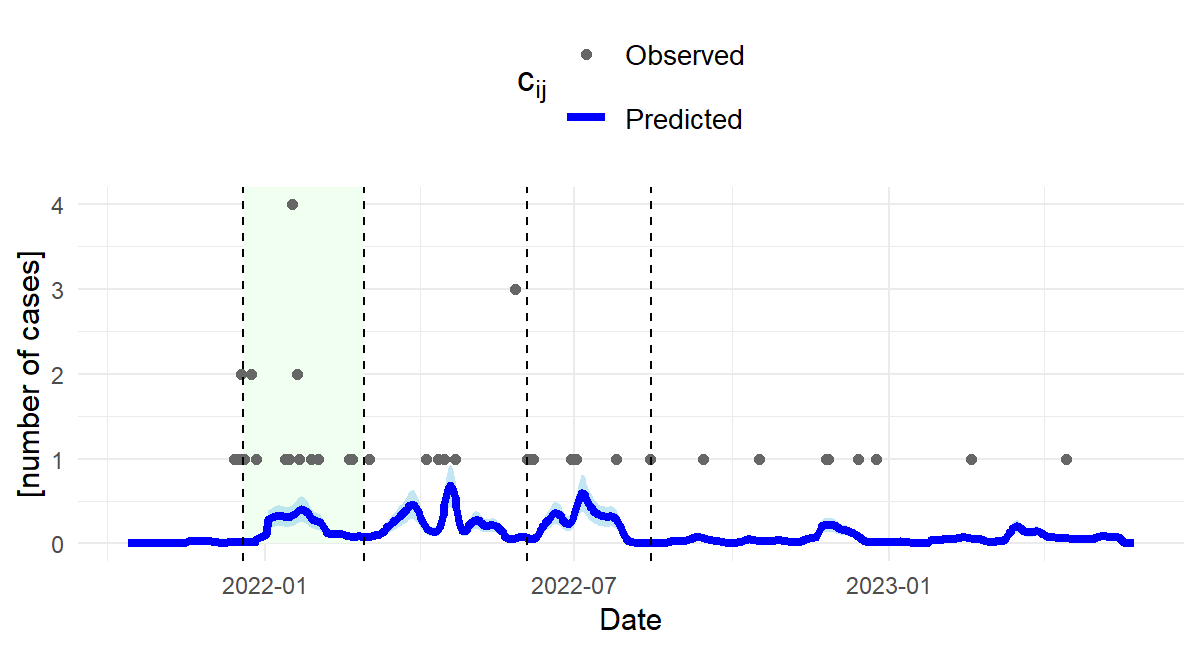 c_ij
Observed
Predicted
[number of cases]
4
3
2
1
0
2022-01
2022-07
2023-01
Date